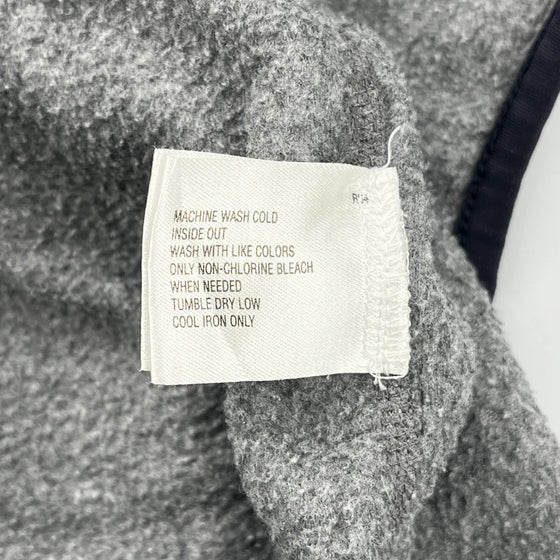 MACHINE WASH COLD
INSIDE OUT
WASH WITH LIKE COLORS
ONLY NON-CHLORINE BLEACH
WHEN NEEDED
TUMBLE DRY LOW
COOL IRON ONLY